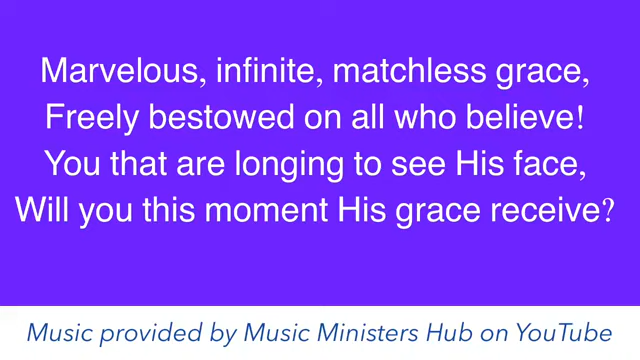 Marvelous, infinite, matchless grace,
Freely bestowed on all who believe!
You that are longing to see His face,
Will you this moment His grace receive?
Music provided by Music Ministers Hub on YouTube